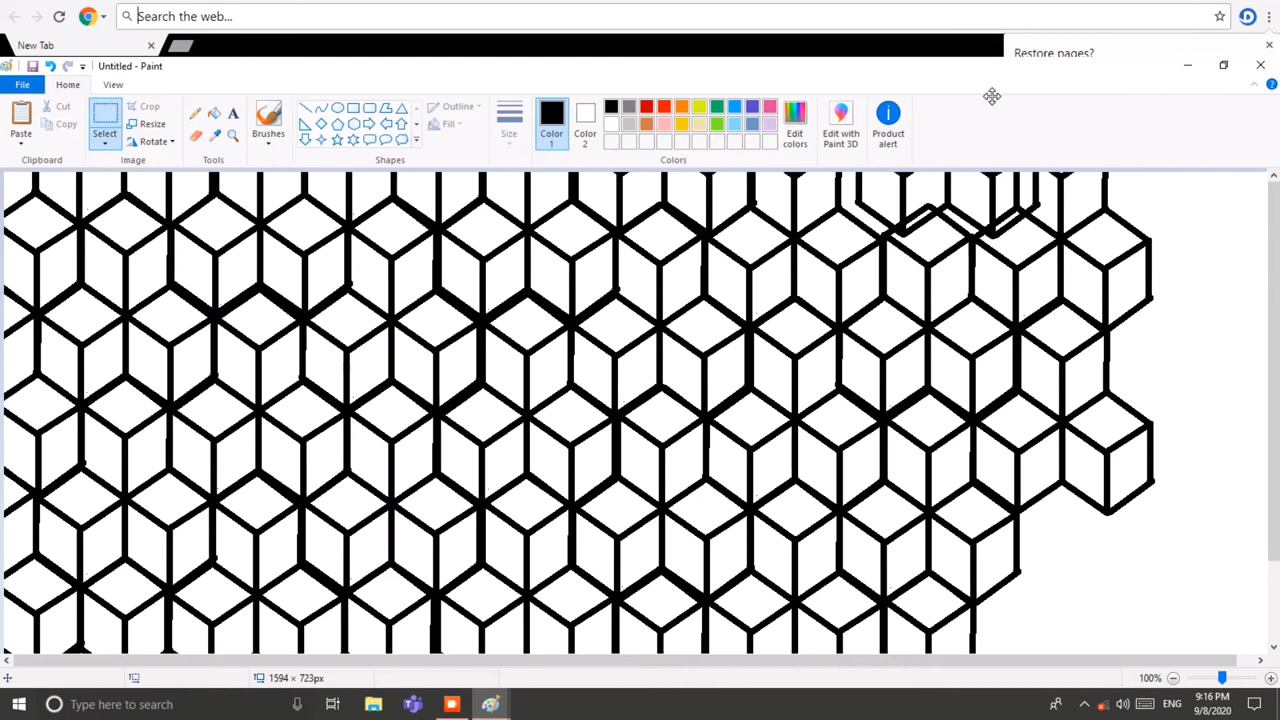 Search the web...
New Tab
Restore pages?
Untitled - Paint
File Home View
Paste
Cut
Copy
Clipboard
Select
Crop
Resize
Rotate
Image
A
Tools
Brushes
Outline
Fill
Shapes
Size
Color 1
Color 2
Edit colors
Colors
Edit with Paint 3D
Product alert
1594 × 723px
100%
Type here to search
ENG
9:16 PM
9/8/2020